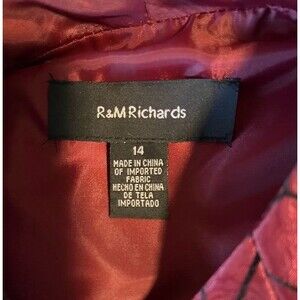 R&M Richards
14
MADE IN CHINA
OF IMPORTED
FABRIC
HECHO EN CHINA
DE TELA
IMPORTADO